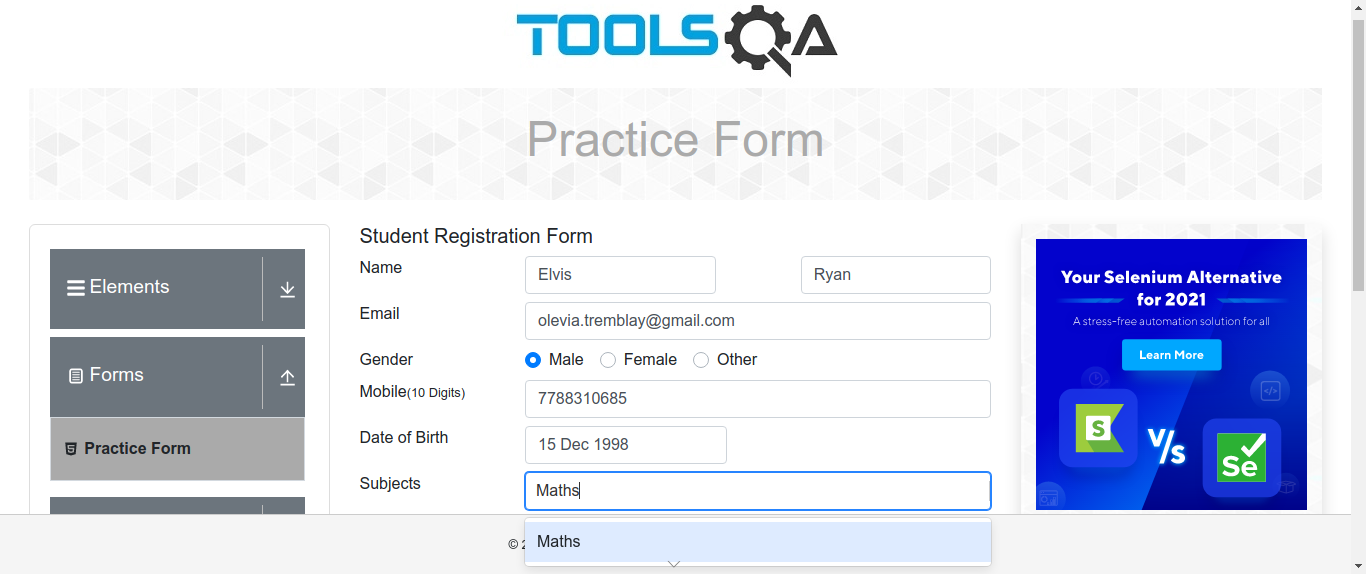 TOOLSQA
Practice Form
Elements
Forms
Practice Form
Student Registration Form
Name
Elvis
Ryan
Email
olevia.tremblay@gmail.com
Gender
Male
Female
Other
Mobile(10 Digits)
7788310685
Date of Birth
15 Dec 1998
Subjects
Maths
Maths
©
Your Selenium Alternative
for 2021
A stress-free automation solution for all
Learn More
S
V/s
Se